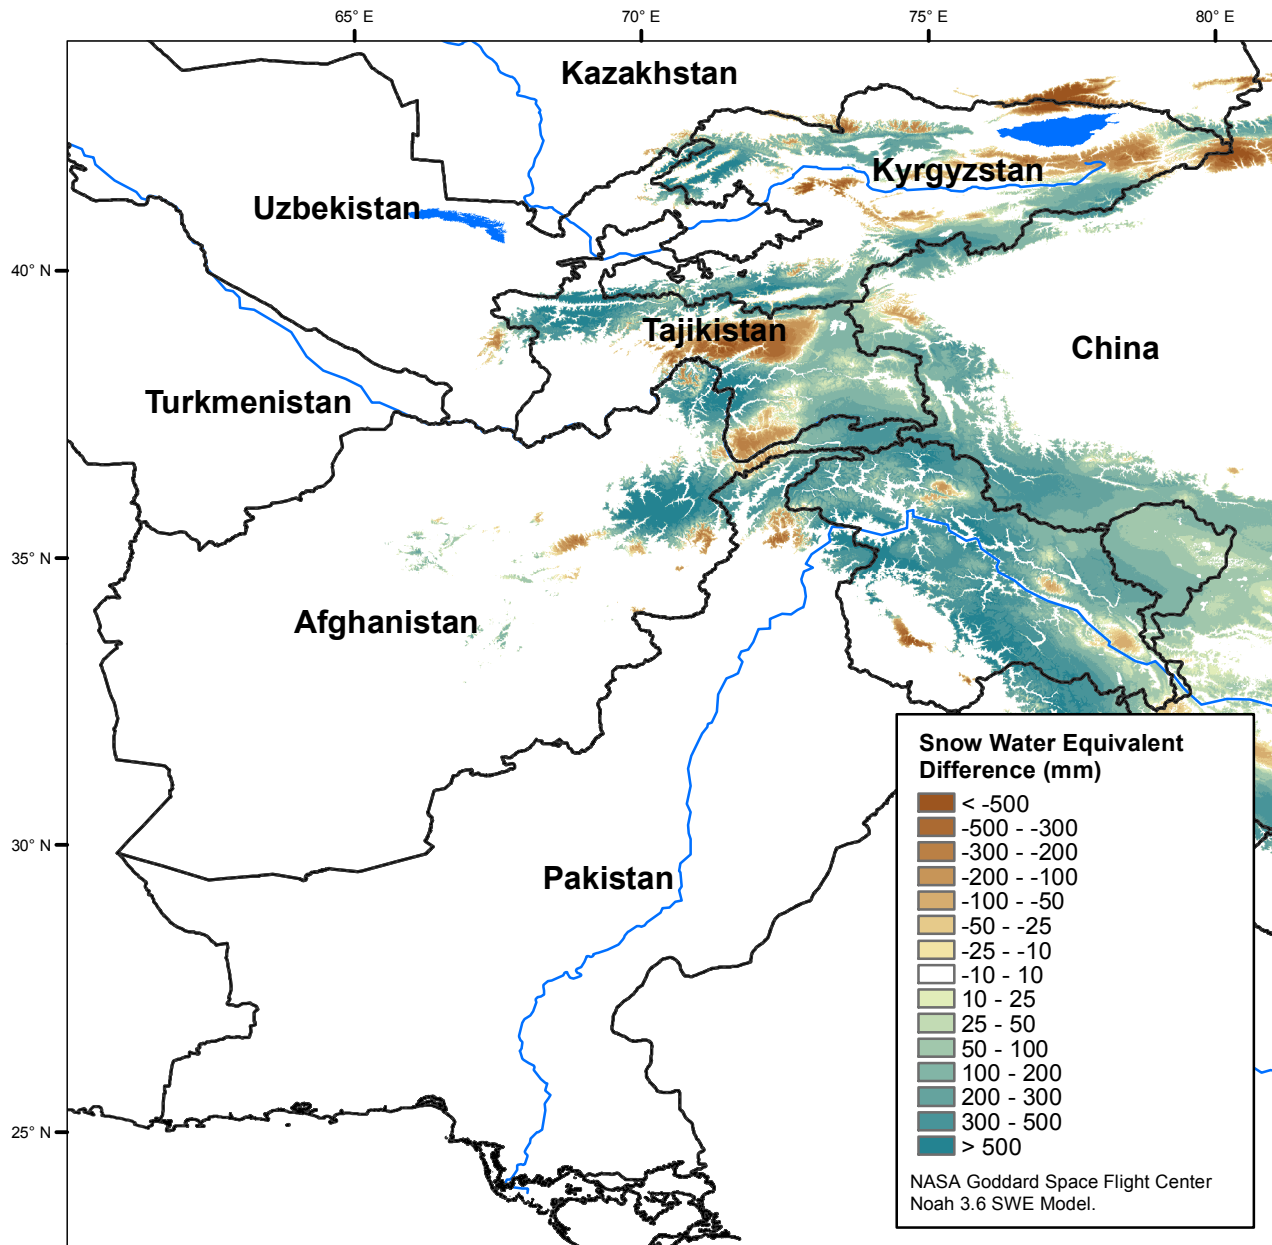 65° E
70° E
75° E
80° E
Kazakhstan
Kyrgyzstan
Uzbekistan
40° N
Tajikistan
China
Turkmenistan
35° N
Afghanistan
30° N
Pakistan
25° N
Snow Water Equivalent
Difference (mm)
< -500
-500 - -300
-300 - -200
-200 - -100
-100 - -50
-50 - -25
-25 - -10
-10 - 10
10 - 25
25 - 50
50 - 100
100 - 200
200 - 300
300 - 500
> 500
NASA Goddard Space Flight Center
Noah 3.6 SWE Model.